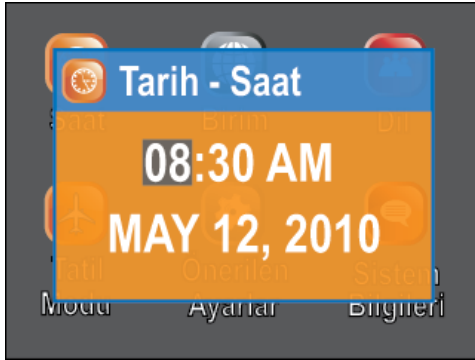 Tarih - Saat
Saat Birim Dil
08:30 AM
MAY 12, 2010
Tatil Önerilen Sistem
Modu Ayarlar Bilgileri